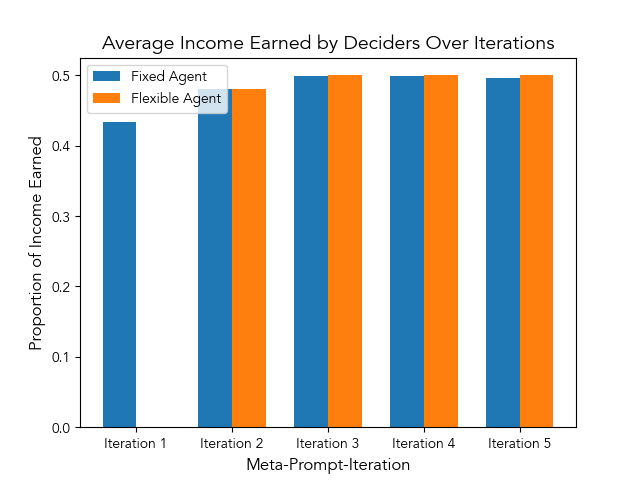 Average Income Earned by Deciders Over Iterations
Fixed Agent
Flexible Agent
Proportion of Income Earned
0.5
0.4
0.3
0.2
0.1
0.0
Iteration 1
Iteration 2
Iteration 3
Iteration 4
Iteration 5
Meta-Prompt-Iteration